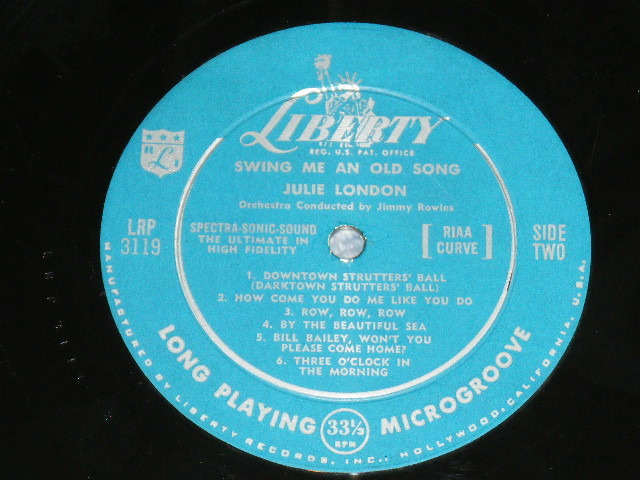 LIBERTY
REG. U.S. PAT. OFFICE
L
SWING ME AN OLD SONG
JULIE LONDON
Orchestra Conducted by Jimmy Rowles
LRP
3119
SPECTRA-SONIC-SOUND
THE ULTIMATE IN
HIGH FIDELITY
[ RIAA
CURVE ]
SIDE
TWO
1. DOWNTOWN STRUTTERS' BALL
(DARKTOWN STRUTTERS' BALL)
2. HOW COME YOU DO ME LIKE YOU DO
3. ROW, ROW, ROW
4. BY THE BEAUTIFUL SEA
5. BILL BAILEY, WON'T YOU
PLEASE COME HOME?
6. THREE O'CLOCK IN
THE MORNING
LONG PLAYING 33⅓ RPM MICROGROOVE
MANUFACTURED BY LIBERTY RECORDS, INC., HOLLYWOOD, CALIFORNIA, U.S.A.